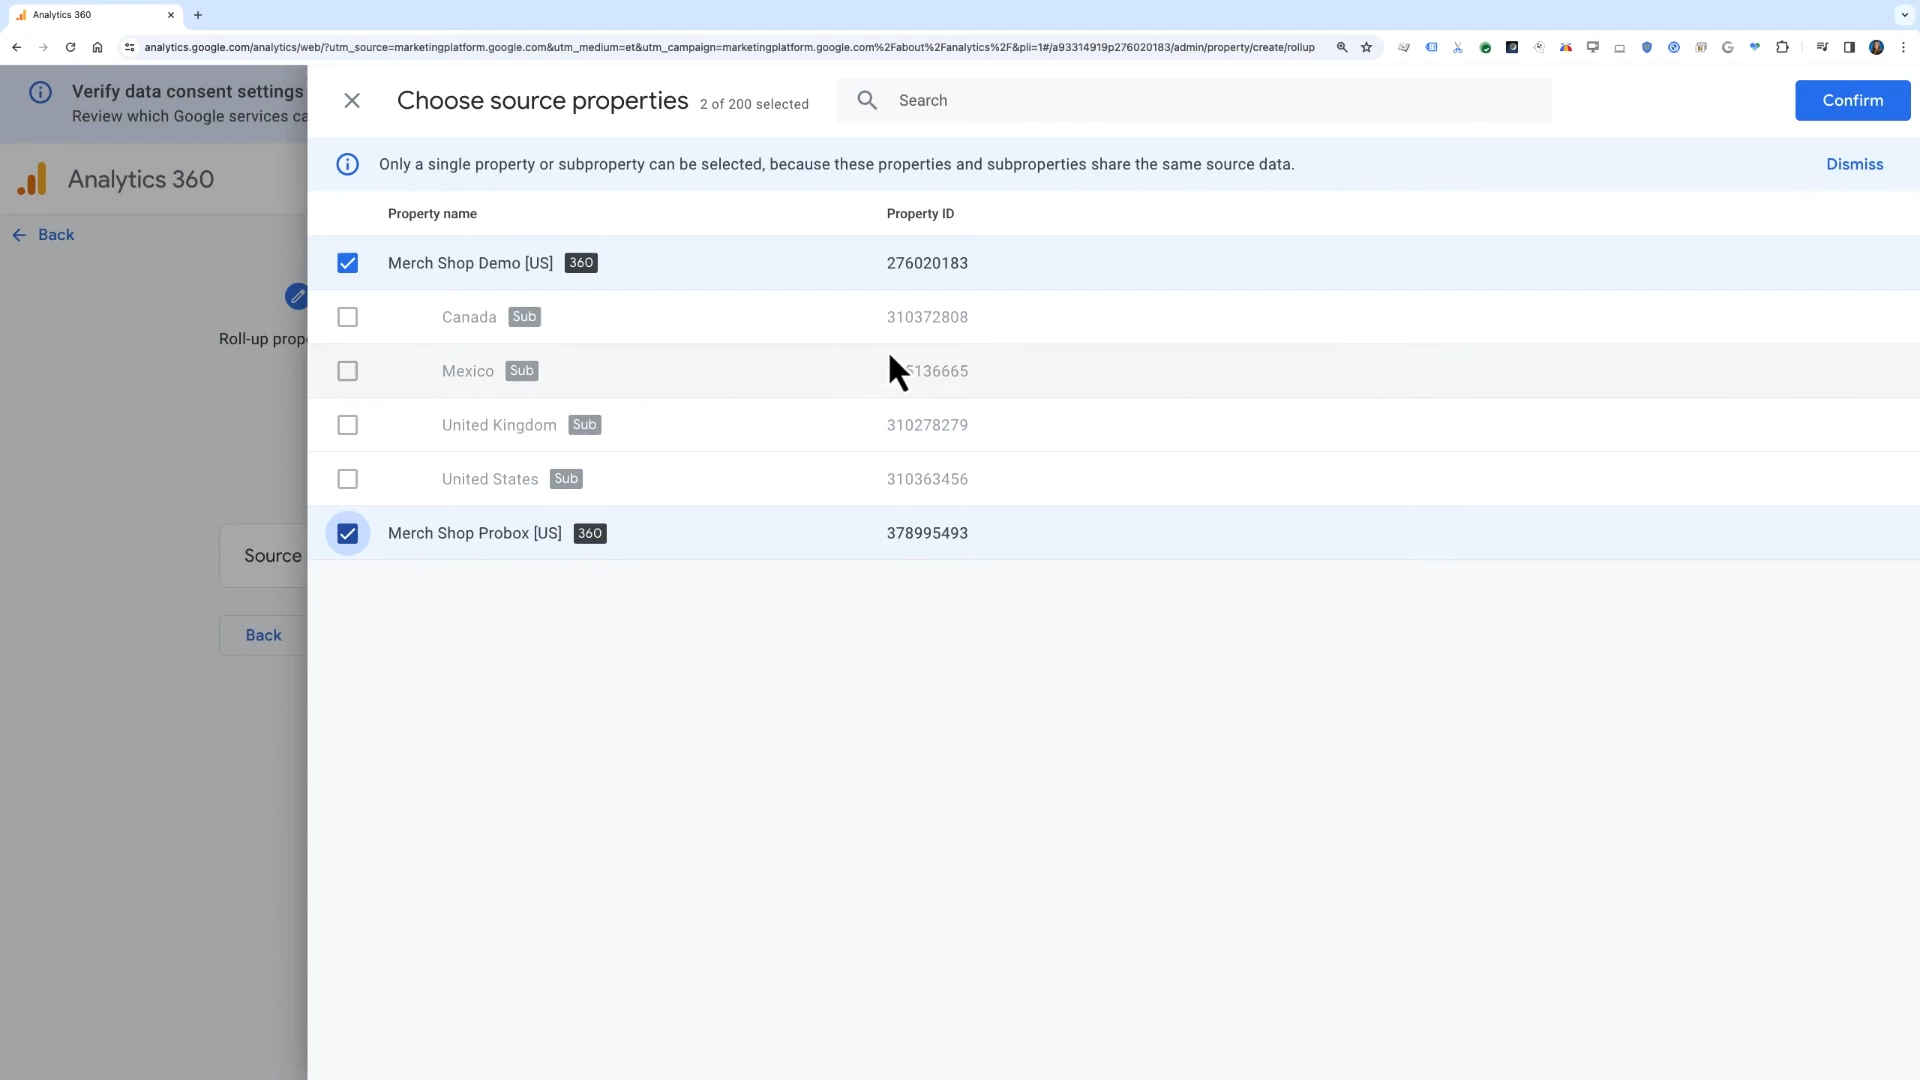 Analytics 360
analytics.google.com/analytics/web/?utm_source=marketingplatform.google.com&utm_medium=et&utm_campaign=marketingplatform.google.com%2Fabout%2Fanalytics%2F&pli=1#/a93314919p276020183/admin/property/create/rollup
Verify data consent settings
Review which Google services ca
Choose source properties 2 of 200 selected
Search
Confirm
Only a single property or subproperty can be selected, because these properties and subproperties share the same source data.
Dismiss
Analytics 360
Back
Property name Property ID
Merch Shop Demo [US] 360 276020183
Canada Sub 310372808
Roll-up prop
Mexico Sub 5136665
United Kingdom Sub 310278279
United States Sub 310363456
Merch Shop Probox [US] 360 378995493
Source
Back